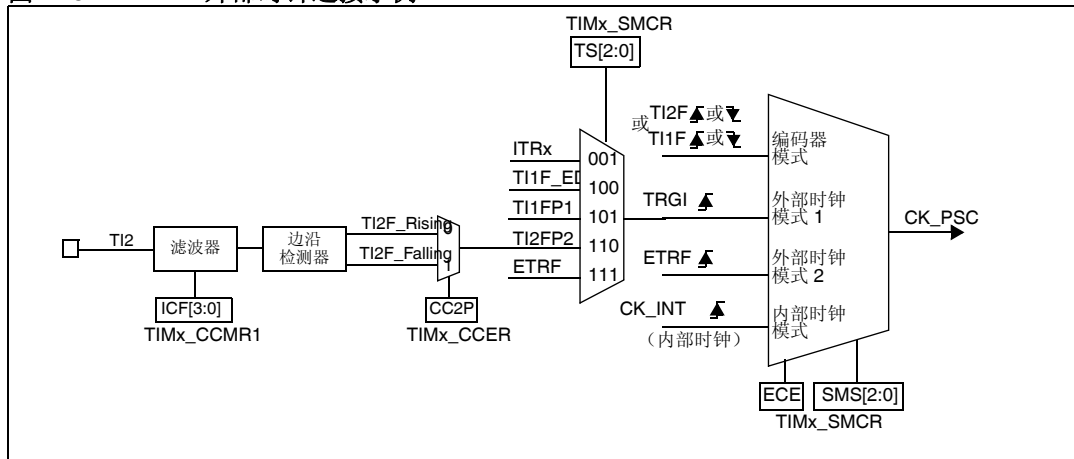 TIMx_SMCR
TS[2:0]
或
TI2F 或
TI1F 或
编码器
模式
ITRx
001
TI1F_ED
100
TI1FP1
101
TRGI
外部时钟
模式 1
CK_PSC
TI2
滤波器
边沿
检测器
TI2F_Rising
0
TI2F_Falling
1
TI2FP2
110
ETRF
111
ETRF
外部时钟
模式 2
ICF[3:0]
TIMx_CCMR1
CC2P
TIMx_CCER
CK_INT
(内部时钟)
内部时钟
模式
ECE
SMS[2:0]
TIMx_SMCR